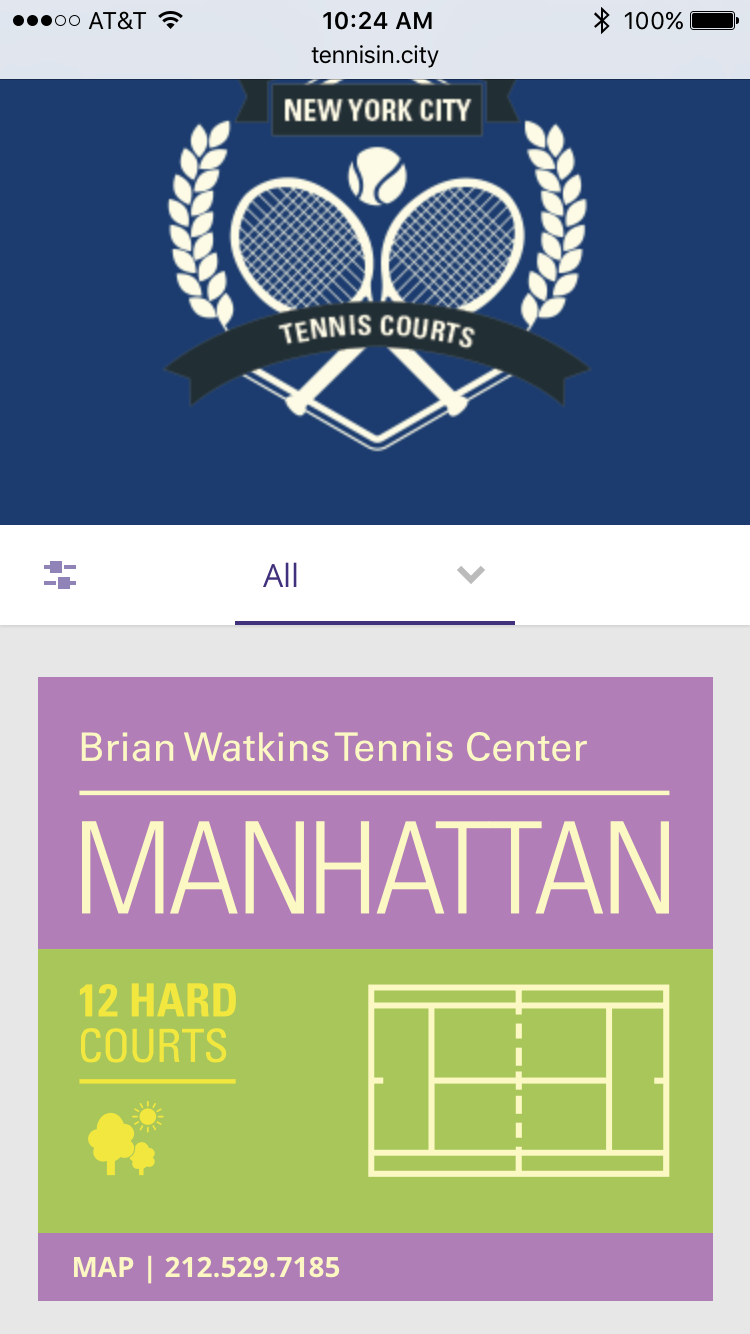 AT&T 10:24 AM 100%
tennisin.city
NEW YORK CITY
TENNIS COURTS
All
Brian Watkins Tennis Center
MANHATTAN
12 HARD
COURTS
MAP | 212.529.7185